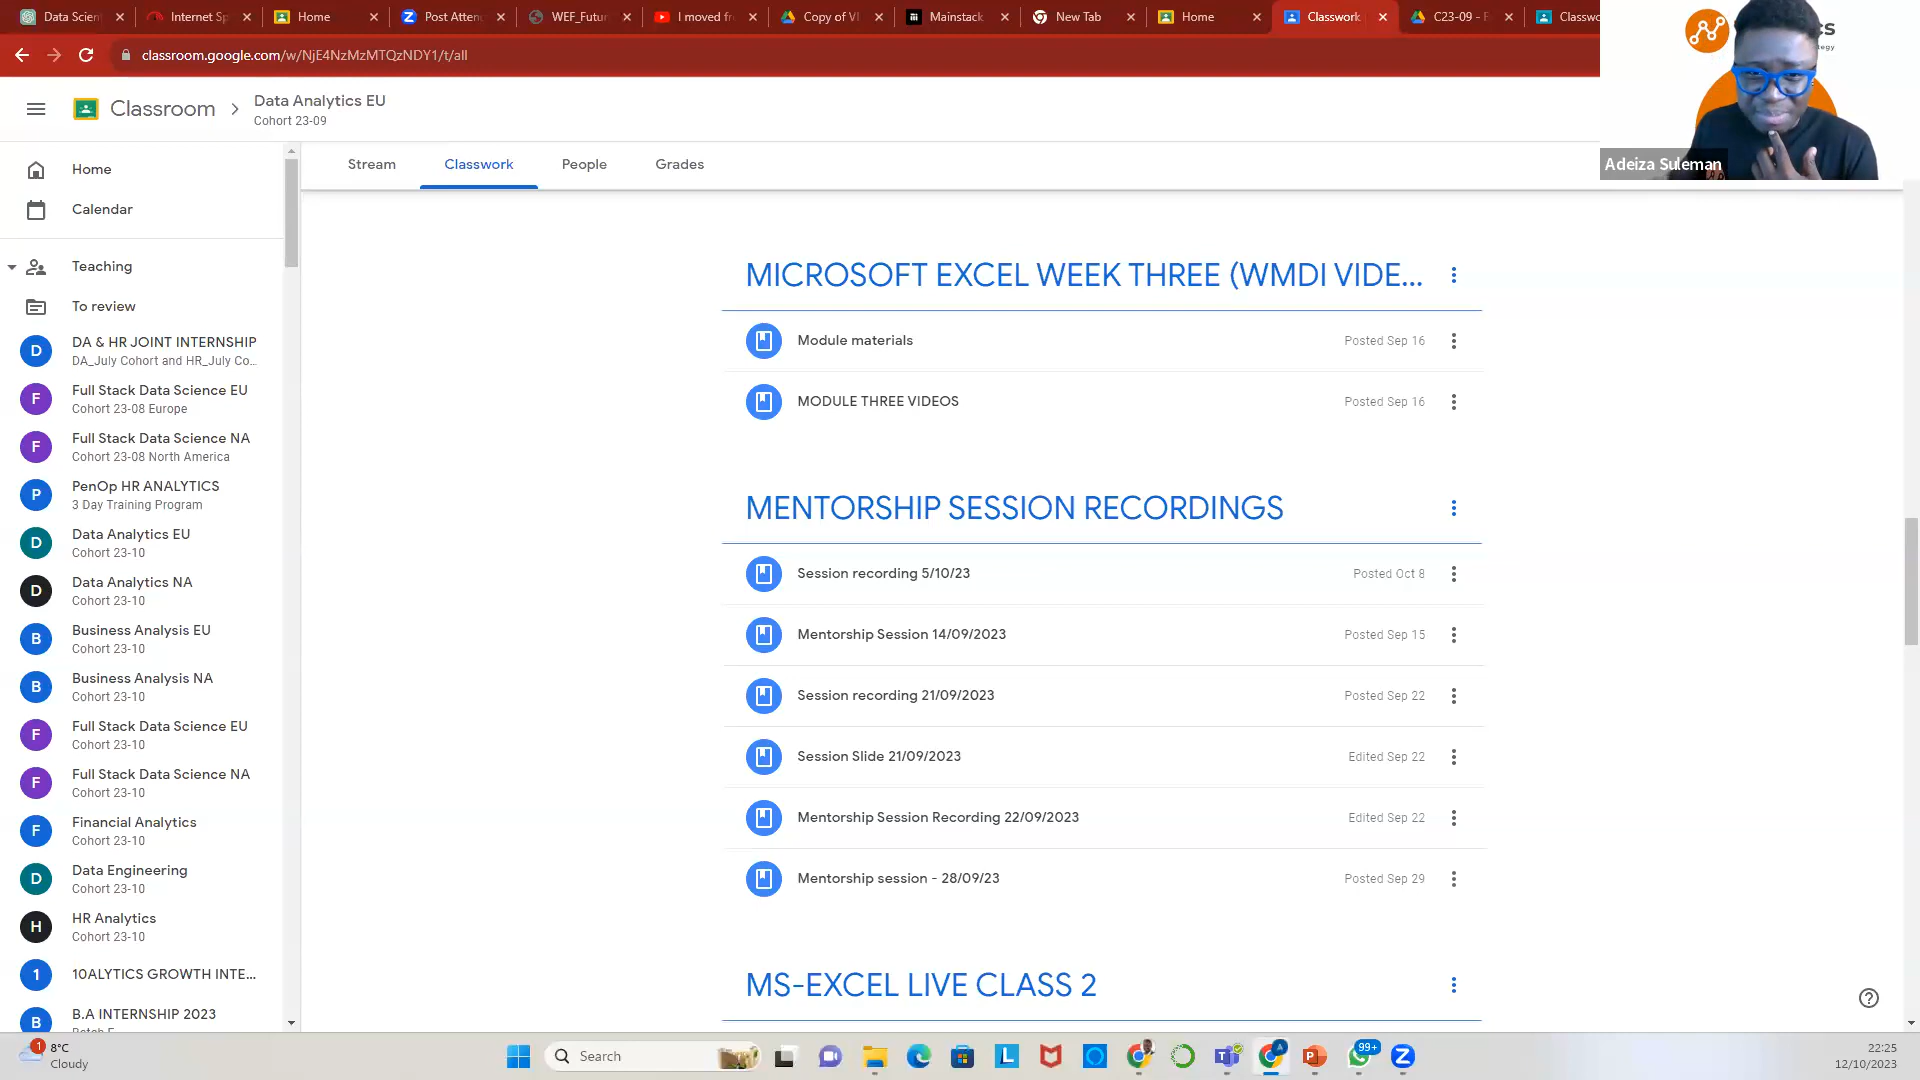 Data Scien
Internet Sp
Home
Post Atten
WEF_Futur
I moved fr
Copy of VI
Mainstack
New Tab
Home
Classwork
C23-09 -
Classwo
classroom.google.com/w/NjE4NzMzMTQzNDY1/t/all
Classroom
Data Analytics EU
Cohort 23-09
cs
egy
Adeiza Suleman
Stream
Classwork
People
Grades
Home
Calendar
Teaching
To review
D
DA & HR JOINT INTERNSHIP
DA_July Cohort and HR_July Co...
F
Full Stack Data Science EU
Cohort 23-08 Europe
F
Full Stack Data Science NA
Cohort 23-08 North America
P
PenOp HR ANALYTICS
3 Day Training Program
D
Data Analytics EU
Cohort 23-10
D
Data Analytics NA
Cohort 23-10
B
Business Analysis EU
Cohort 23-10
B
Business Analysis NA
Cohort 23-10
F
Full Stack Data Science EU
Cohort 23-10
F
Full Stack Data Science NA
Cohort 23-10
F
Financial Analytics
Cohort 23-10
D
Data Engineering
Cohort 23-10
H
HR Analytics
Cohort 23-10
1
10ALYTICS GROWTH INTE...
B
B.A INTERNSHIP 2023
MICROSOFT EXCEL WEEK THREE (WMDI VIDE...
Module materials
Posted Sep 16
MODULE THREE VIDEOS
Posted Sep 16
MENTORSHIP SESSION RECORDINGS
Session recording 5/10/23
Posted Oct 8
Mentorship Session 14/09/2023
Posted Sep 15
Session recording 21/09/2023
Posted Sep 22
Session Slide 21/09/2023
Edited Sep 22
Mentorship Session Recording 22/09/2023
Edited Sep 22
Mentorship session - 28/09/23
Posted Sep 29
MS-EXCEL LIVE CLASS 2
1
8°C
Cloudy
Search
99+
22:25
12/10/2023